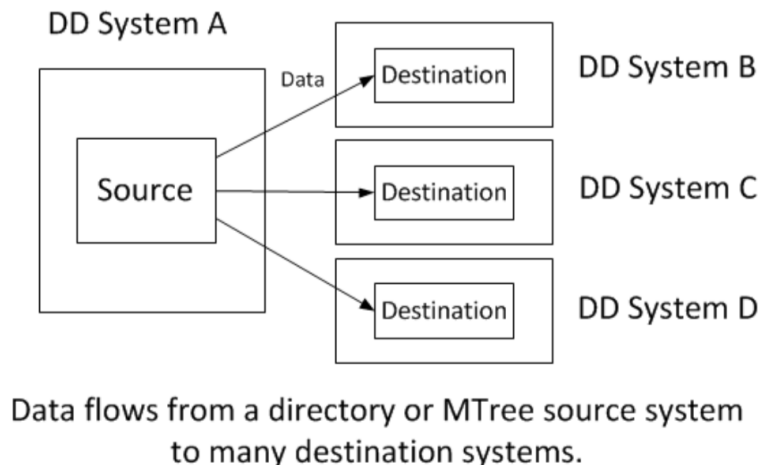 DD System A
Data
Destination
DD System B
Source
Destination
DD System C
Destination
DD System D
Data flows from a directory or MTree source system
to many destination systems.